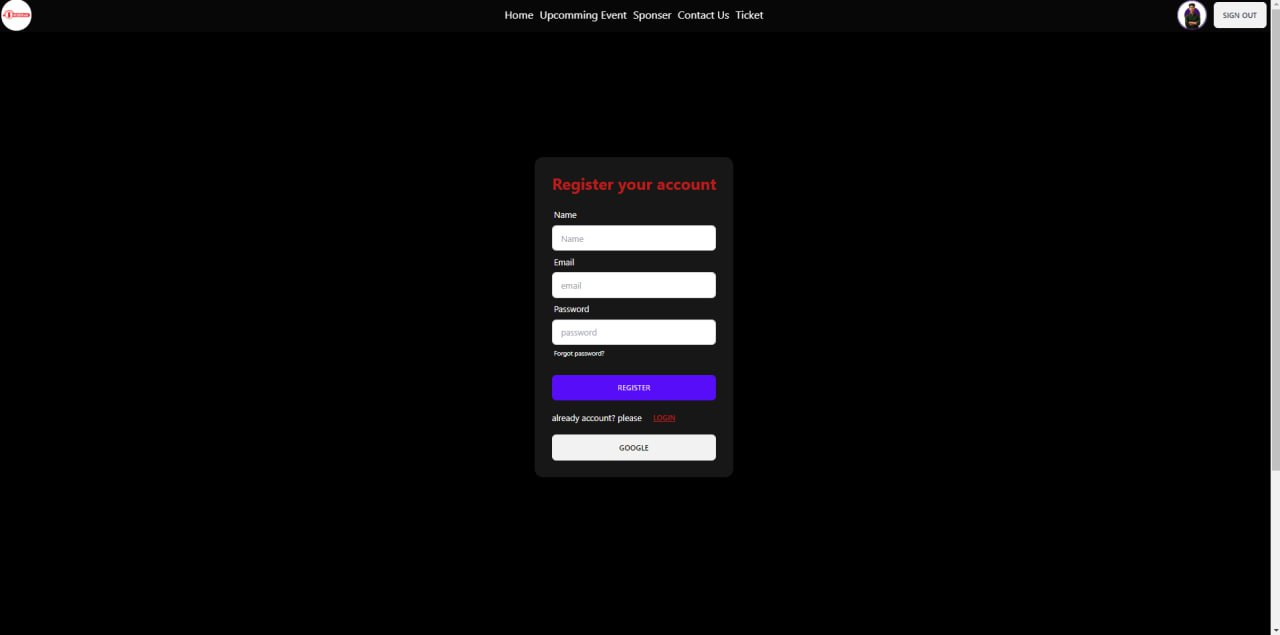 Home Upcomming Event Sponser Contact Us Ticket
SIGN OUT
Register your account
Name
Name
Email
email
Password
password
Forgot password?
REGISTER
already account? please LOGIN
GOOGLE